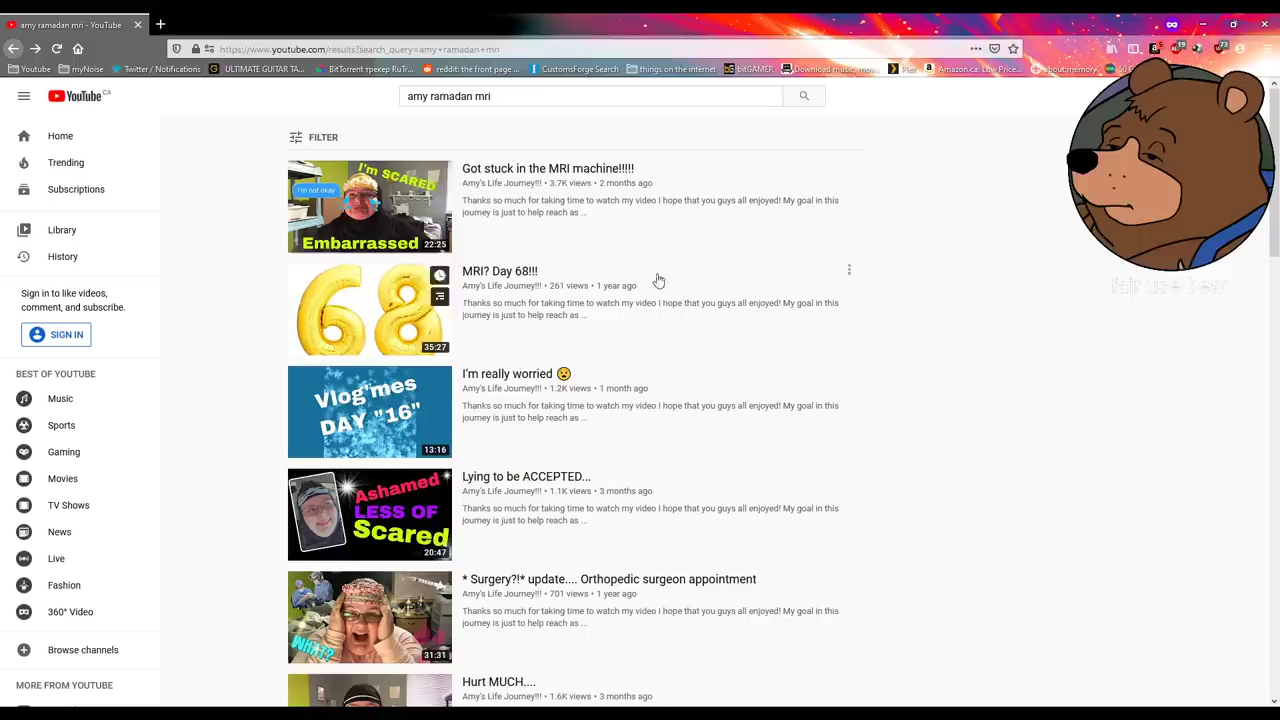 amy ramadan mri - YouTube
https://www.youtube.com/results?search_query=amy+ramadan+mri
19
73
Youtube
myNoise
Twitter / Notifications
ULTIMATE GUITAR TA...
BitTorrent трекер RuTr...
reddit: the front page ...
CustomsForge Search
things on the internet
bitGAMER
Download music, mov...
Plex
Amazon.ca: Low Price...
about:memory
YouTube CA
amy ramadan mri
Home
Trending
Subscriptions
Library
History
Sign in to like videos,
comment, and subscribe.
SIGN IN
BEST OF YOUTUBE
Music
Sports
Gaming
Movies
TV Shows
News
Live
Fashion
360° Video
Browse channels
MORE FROM YOUTUBE
FILTER
I'm SCARED
I'm not okay
Embarrassed
22:25
Got stuck in the MRI machine!!!!!
Amy's Life Journey!!! • 3.7K views • 2 months ago
Thanks so much for taking time to watch my video I hope that you guys all enjoyed! My goal in this
journey is just to help reach as ...
68
35:27
MRI? Day 68!!!
Amy's Life Journey!!! • 261 views • 1 year ago
Thanks so much for taking time to watch my video I hope that you guys all enjoyed! My goal in this
journey is just to help reach as ...
Vlog'mes
DAY "16"
13:16
I'm really worried 😧
Amy's Life Journey!!! • 1.2K views • 1 month ago
Thanks so much for taking time to watch my video I hope that you guys all enjoyed! My goal in this
journey is just to help reach as ...
Ashamed
LESS OF
Scared
20:47
Lying to be ACCEPTED...
Amy's Life Journey!!! • 1.1K views • 3 months ago
Thanks so much for taking time to watch my video I hope that you guys all enjoyed! My goal in this
journey is just to help reach as ...
What?
31:31
* Surgery?!* update.... Orthopedic surgeon appointment
Amy's Life Journey!!! • 701 views • 1 year ago
Thanks so much for taking time to watch my video I hope that you guys all enjoyed! My goal in this
journey is just to help reach as ...
Hurt MUCH....
Amy's Life Journey!!! • 1.6K views • 3 months ago
fair use bear